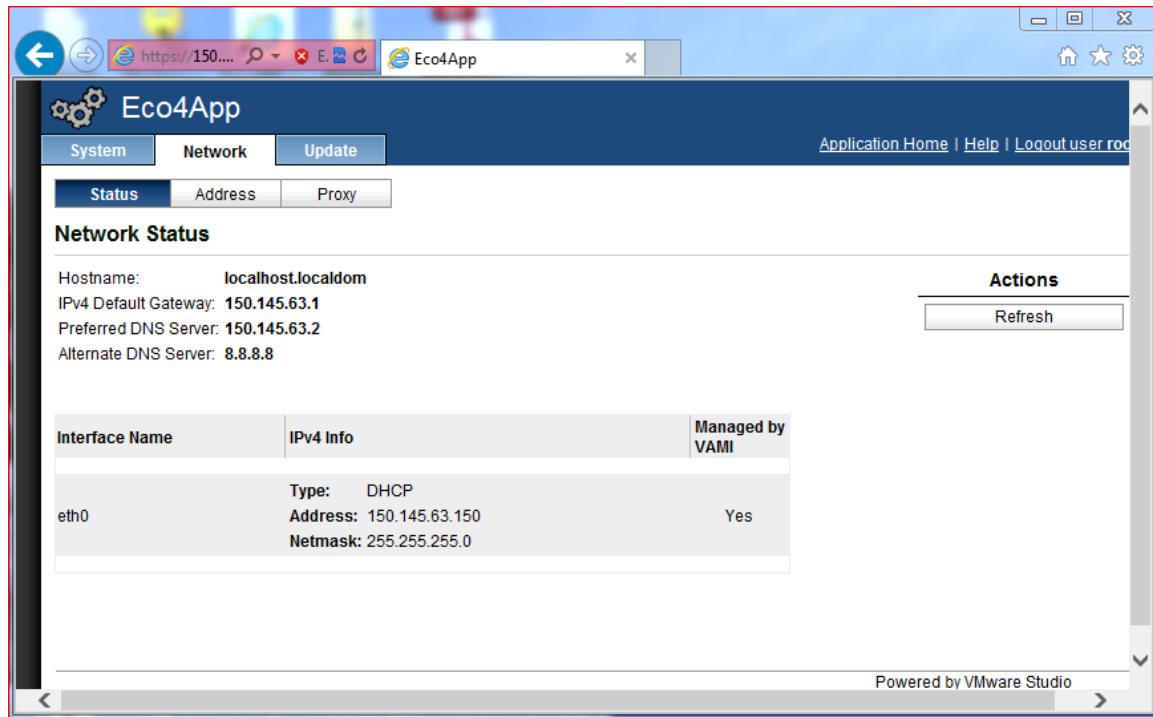 https://150.... E.
Eco4App
Eco4App
System Network Update
Application Home | Help | Logout user roo
Status Address Proxy
Network Status
Hostname: localhost.localdom
IPv4 Default Gateway: 150.145.63.1
Preferred DNS Server: 150.145.63.2
Alternate DNS Server: 8.8.8.8
Actions
Refresh
Interface Name IPv4 Info Managed by VAMI
eth0
Type: DHCP
Address: 150.145.63.150
Netmask: 255.255.255.0
Yes
Powered by VMware Studio